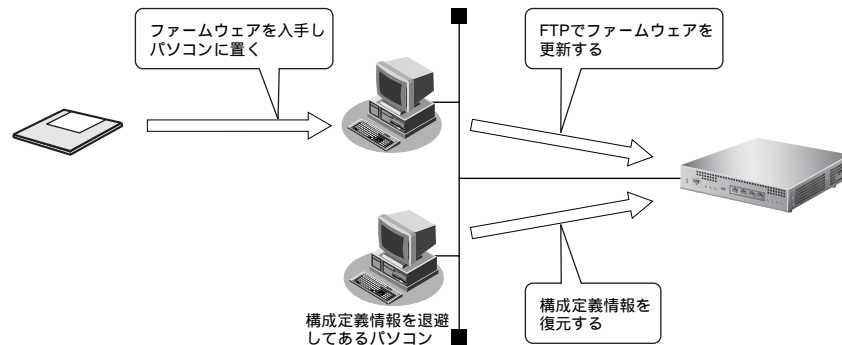 ファームウェアを入手し
パソコンに置く
FTPでファームウェアを
更新する
構成定義情報を退避
してあるパソコン
構成定義情報を
復元する